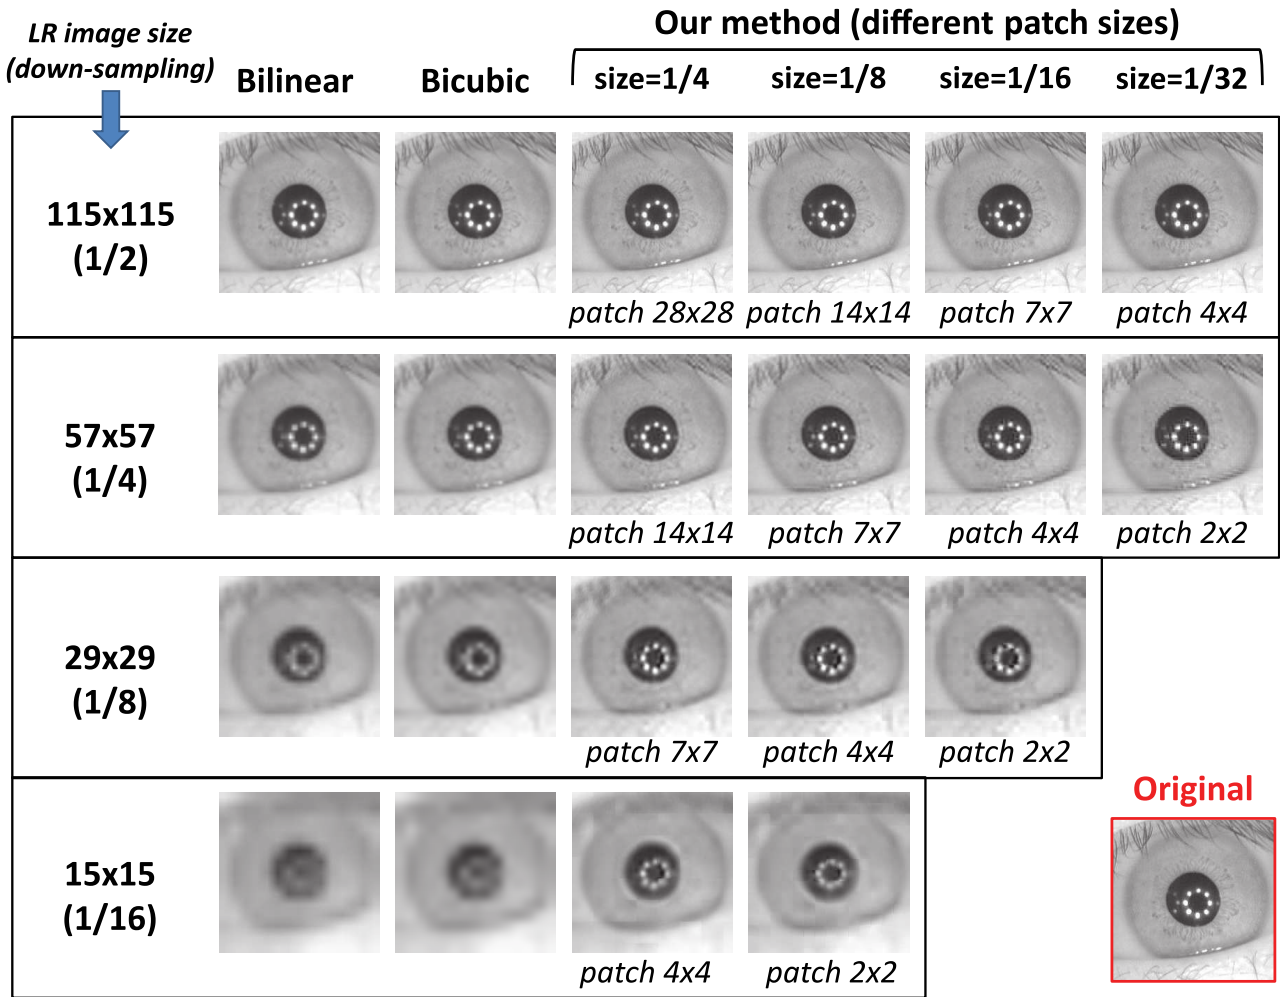 LR image size
(down-sampling)
Our method (different patch sizes)
Bilinear Bicubic size=1/4 size=1/8 size=1/16 size=1/32
115x115
(1/2)
patch 28x28 patch 14x14 patch 7x7 patch 4x4
57x57
(1/4)
patch 14x14 patch 7x7 patch 4x4 patch 2x2
29x29
(1/8)
patch 7x7 patch 4x4 patch 2x2
Original
15x15
(1/16)
patch 4x4 patch 2x2